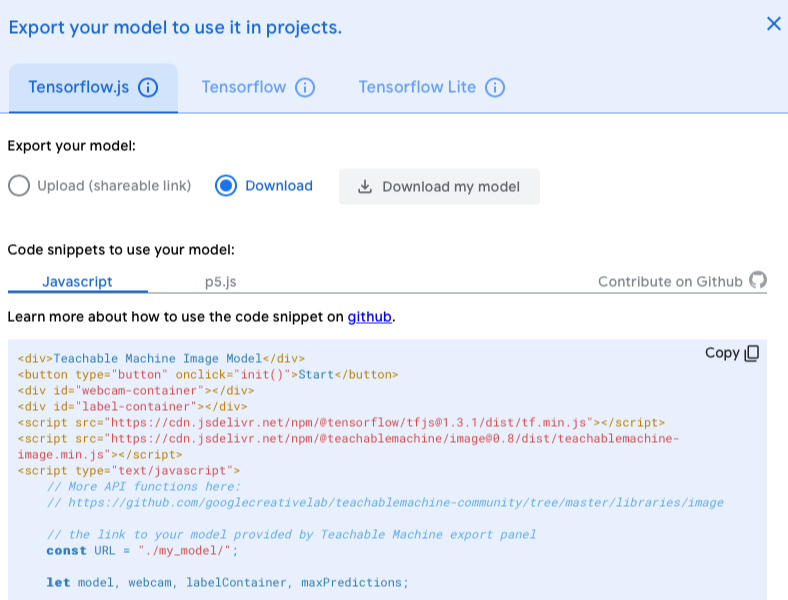 Export your model to use it in projects.
Tensorflow.js Tensorflow Tensorflow Lite
Export your model:
Upload (shareable link) Download Download my model
Code snippets to use your model:
Javascript p5.js Contribute on Github
Learn more about how to use the code snippet on github.
Copy
<div>Teachable Machine Image Model</div>
<button type="button" onclick="init()">Start</button>
<div id="webcam-container"></div>
<div id="label-container"></div>
<script src="https://cdn.jsdelivr.net/npm/@tensorflow/tfjs@1.3.1/dist/tf.min.js"></script>
<script src="https://cdn.jsdelivr.net/npm/@teachablemachine/image@0.8/dist/teachablemachine-
image.min.js"></script>
<script type="text/javascript">
// More API functions here:
// https://github.com/googlecreativelab/teachablemachine-community/tree/master/libraries/image
// the link to your model provided by Teachable Machine export panel
const URL = "./my_model/";
let model, webcam, labelContainer, maxPredictions;